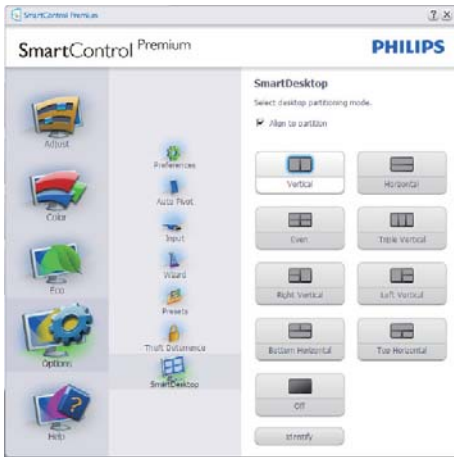 SmartControl Premium
SmartControl Premium
PHILIPS
Adjust
Color
Eco
Options
Help
Preferences
Auto Pivot
Input
Wizard
Presets
Theft Deterrence
SmartDesktop
SmartDesktop
Select desktop partitioning mode.
Align to partition
Vertical
Horizontal
Even
Triple Vertical
Right Vertical
Left Vertical
Bottom Horizontal
Top Horizontal
Off
Identify